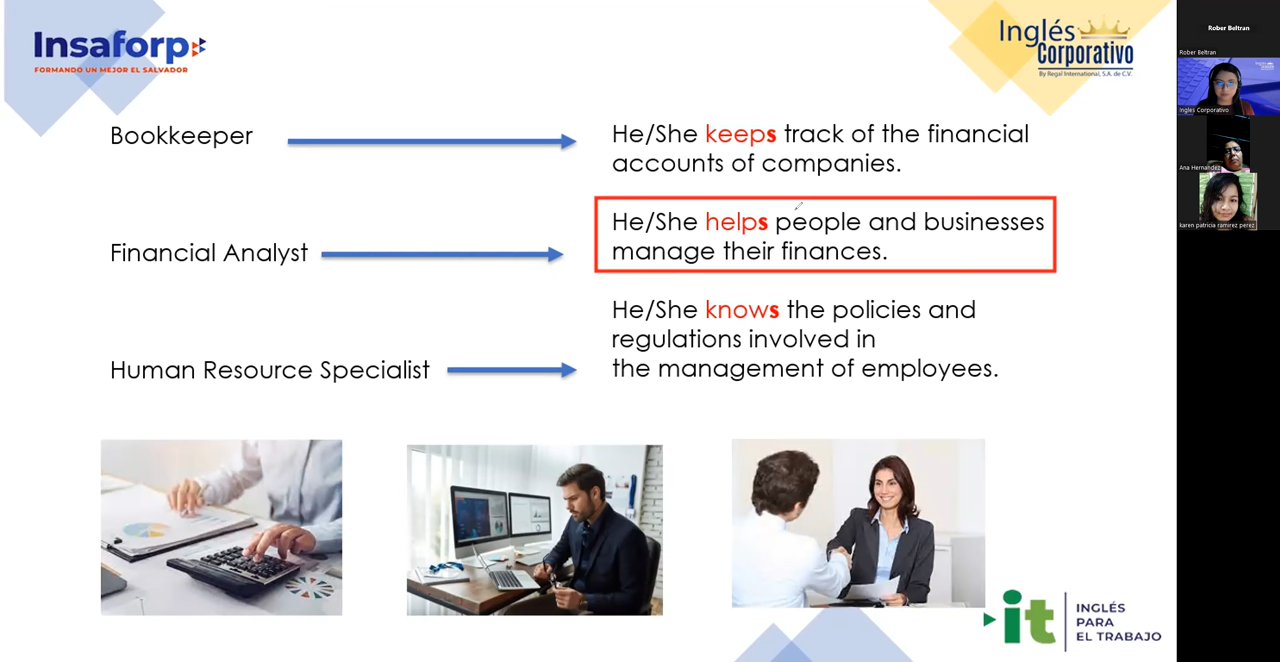 Insaforp
FORMANDO UN MEJOR EL SALVADOR
Inglés
Corporativo
By Regal International, S.A. de C.V.
Rober Beltran
Rober Beltran
Ingles Corporativo
Ana Hernandez
karen patricia ramirez perez
Bookkeeper
He/She keeps track of the financial
accounts of companies.
Financial Analyst
He/She helps people and businesses
manage their finances.
Human Resource Specialist
He/She knows the policies and
regulations involved in
the management of employees.
it
INGLÉS
PARA
EL TRABAJO